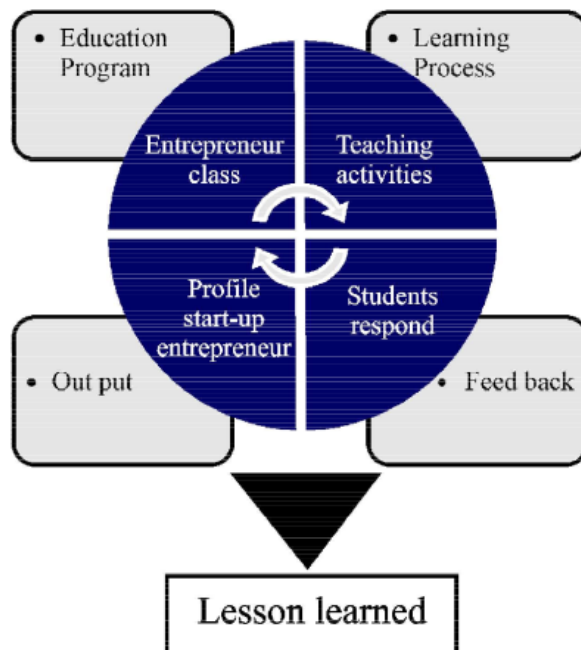 • Education
Program
• Learning
Process
Entrepreneur
class
Teaching
activities
Profile
start-up
entrepreneur
Students
respond
• Out put
• Feed back
Lesson learned